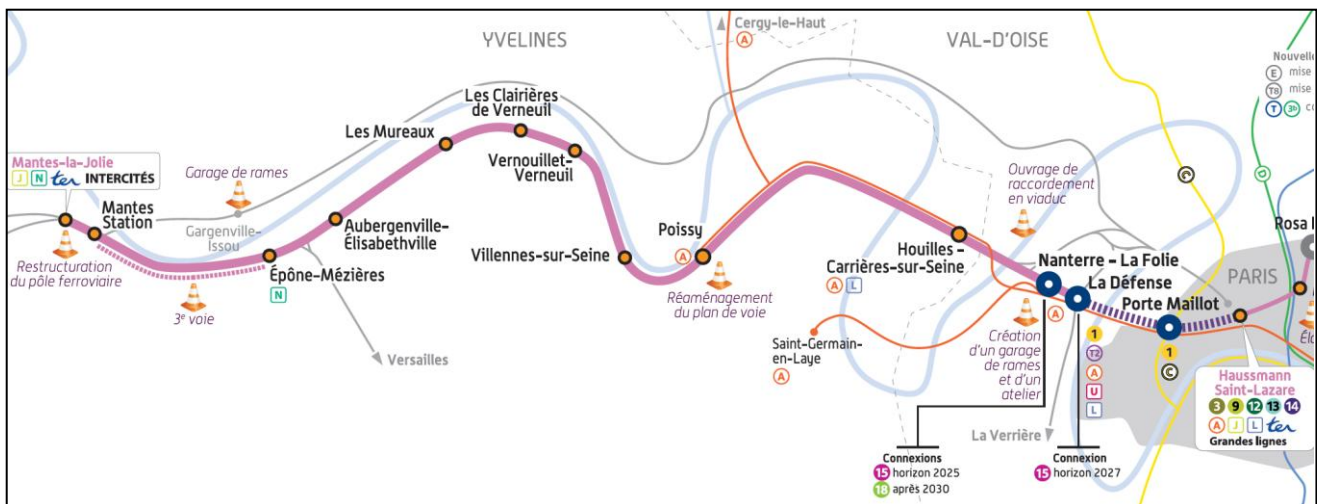 YVELINES
VAL-D'OISE
Cergy-le-Haut
A
Nouvelle
E mise
T8 mise
T 3b
Les Clairières
de Verneuil
Les Mureaux
Vernouillet-
Verneuil
Mantes-la-Jolie
J N ter INTERCITÉS
Garage de rames
Mantes
Station
Gargenville-
Issou
Aubergenville-
Élisabethville
Restructuration
du pôle ferroviaire
3e voie
Épône-Mézières
N
Versailles
Villennes-sur-Seine
Poissy
A
Réaménagement
du plan de voie
Houilles -
Carrières-sur-Seine
A L
Saint-Germain-
en-Laye
A
Ouvrage de
raccordement
en viaduc
C
D
Nanterre - La Folie
La Défense
Porte Maillot
A
PARIS
Rosa
Création
d'un garage
de rames
et d'un
atelier
1
T2
A
U
L
1
C
La Verrière
Haussmann
Saint-Lazare
3 9 12 13 14
A J L ter
Grandes lignes
Connexions
15 horizon 2025
18 après 2030
Connexion
15 horizon 2027